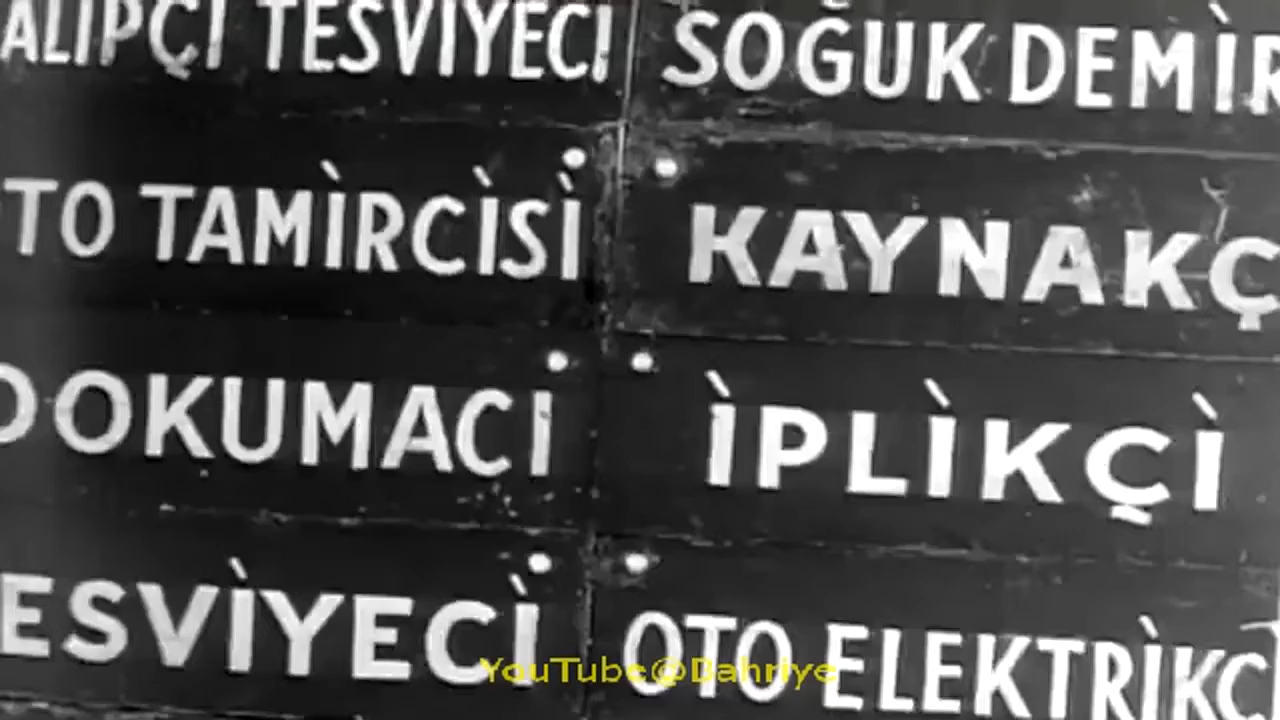 ALIPÇI TESVİYECİ
SOĞUK DEMİR
TO TAMİRCİSİ
KAYNAKÇ
DOKUMACI
İPLİKÇİ
ESVİYECİ
OTO ELEKTRİKÇ
YouTube@Dahriye